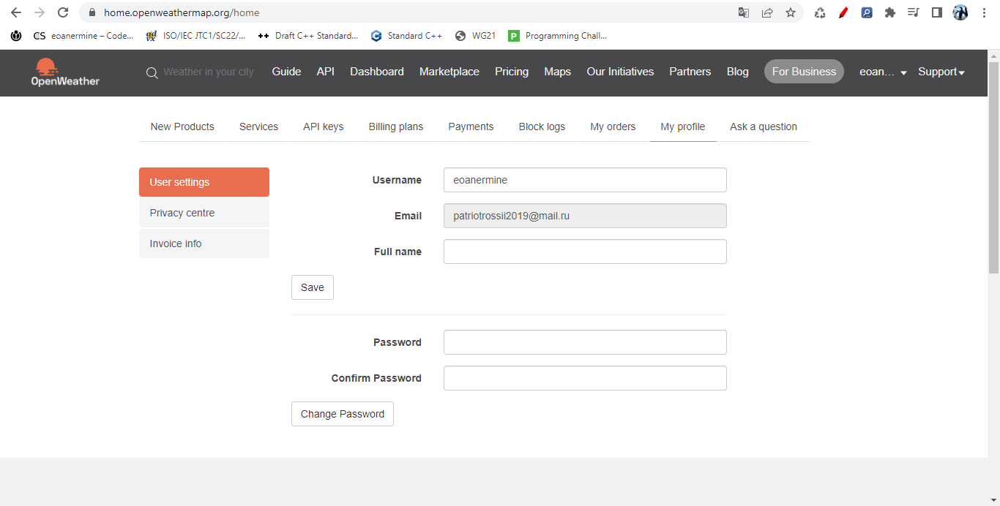 home.openweathermap.org/home
eoanermine – Code...
ISO/IEC JTC1/SC22/...
Draft C++ Standard...
Standard C++
WG21
Programming Chall...
OpenWeather
Weather in your city
Guide
API
Dashboard
Marketplace
Pricing
Maps
Our Initiatives
Partners
Blog
For Business
eoan...
Support
New Products
Services
API keys
Billing plans
Payments
Block logs
My orders
My profile
Ask a question
User settings
Privacy centre
Invoice info
Username
eoanermine
Email
patriotrossii2019@mail.ru
Full name
Save
Password
Confirm Password
Change Password